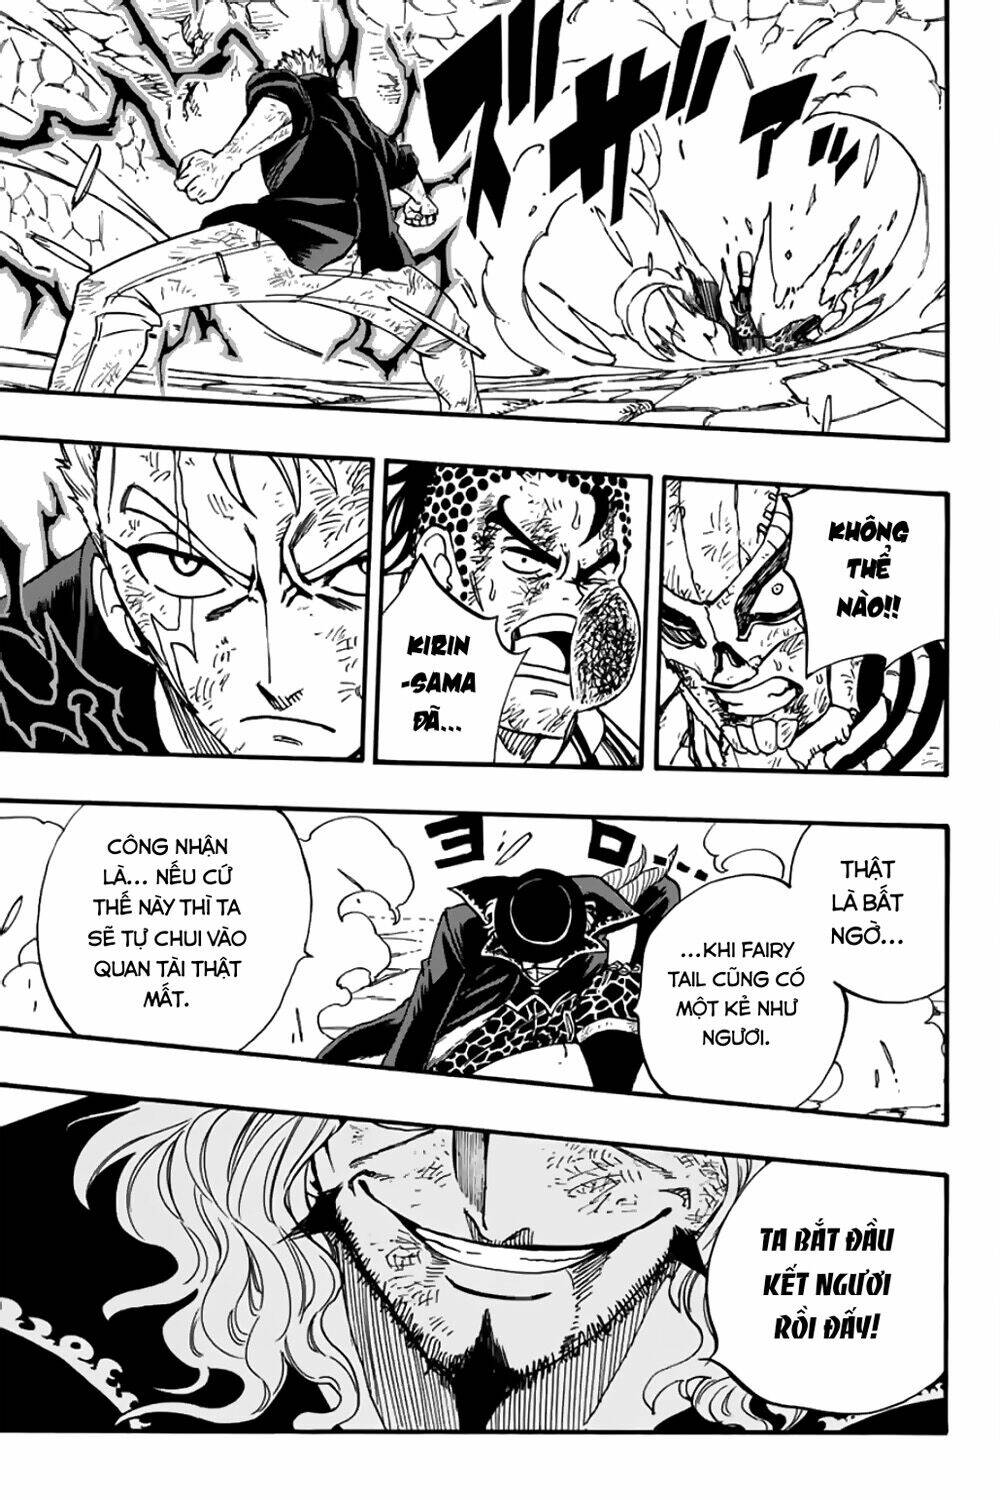 ズザァッ
KHÔNG
THỂ
NÀO!!
KIRIN
-SAMA
ĐÃ...
THẬT
LÀ BẤT
NGỜ...
...KHI FAIRY
TAIL CŨNG CÓ
MỘT KẺ NHƯ
NGƯƠI.
ヨロ...
CÔNG NHẬN
LÀ... NẾU CỨ
THẾ NÀY THÌ TA
SẼ TỰ CHUI VÀO
QUAN TÀI THẬT
MẤT.
TA BẮT ĐẦU
KẾT NGƯƠI
RỒI ĐẤY!